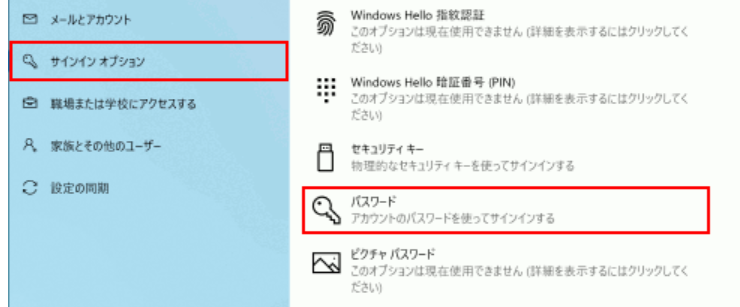 メールとアカウント
サインイン オプション
職場または学校にアクセスする
家族とその他のユーザー
設定の同期
Windows Hello 指紋認証
このオプションは現在使用できません (詳細を表示するにはクリックしてく
ださい)
Windows Hello 暗証番号 (PIN)
このオプションは現在使用できません (詳細を表示するにはクリックしてく
ださい)
セキュリティ キー
物理的なセキュリティ キーを使ってサインインする
パスワード
アカウントのパスワードを使ってサインインする
ピクチャ パスワード
このオプションは現在使用できません (詳細を表示するにはクリックしてく
ださい)